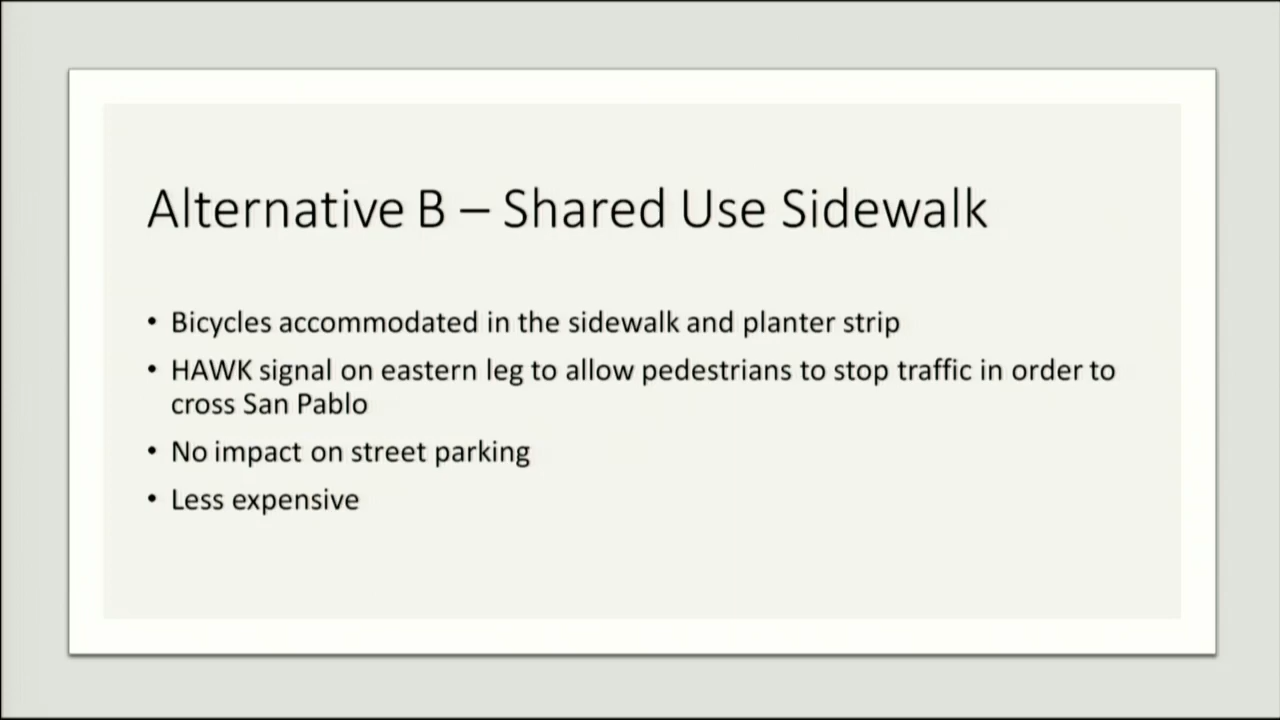 Alternative B – Shared Use Sidewalk
• Bicycles accommodated in the sidewalk and planter strip
• HAWK signal on eastern leg to allow pedestrians to stop traffic in order to
cross San Pablo
• No impact on street parking
• Less expensive